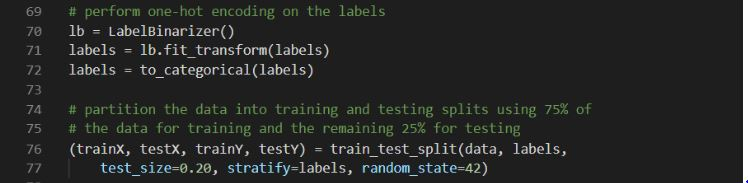 69 # perform one-hot encoding on the labels
70 lb = LabelBinarizer()
71 labels = lb.fit_transform(labels)
72 labels = to_categorical(labels)
73
74 # partition the data into training and testing splits using 75% of
75 # the data for training and the remaining 25% for testing
76 (trainX, testX, trainY, testY) = train_test_split(data, labels,
77     test_size=0.20, stratify=labels, random_state=42)